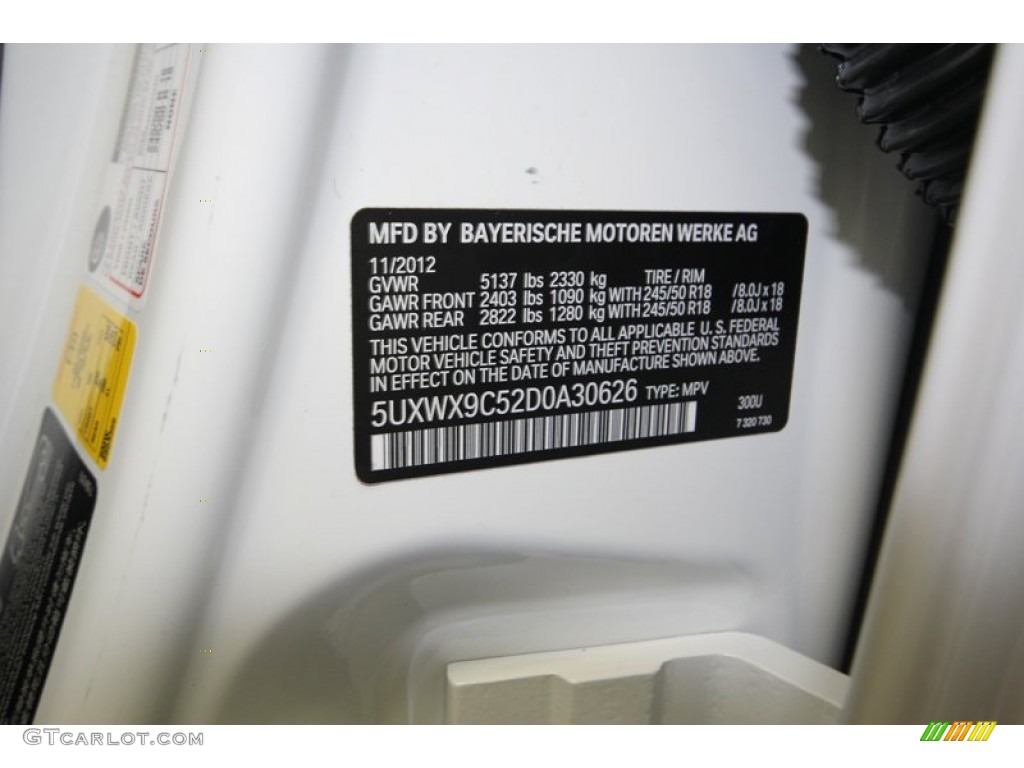 MFD BY BAYERISCHE MOTOREN WERKE AG
11/2012
GVWR 5137 lbs 2330 kg TIRE / RIM
GAWR FRONT 2403 lbs 1090 kg WITH 245/50 R18 / 8.0J x 18
GAWR REAR 2822 lbs 1280 kg WITH 245/50 R18 / 8.0J x 18
THIS VEHICLE CONFORMS TO ALL APPLICABLE U. S. FEDERAL
MOTOR VEHICLE SAFETY AND THEFT PREVENTION STANDARDS
IN EFFECT ON THE DATE OF MANUFACTURE SHOWN ABOVE.
5UXWX9C52D0A30626 TYPE: MPV 300U
7 320 730
GTCARLOT.COM